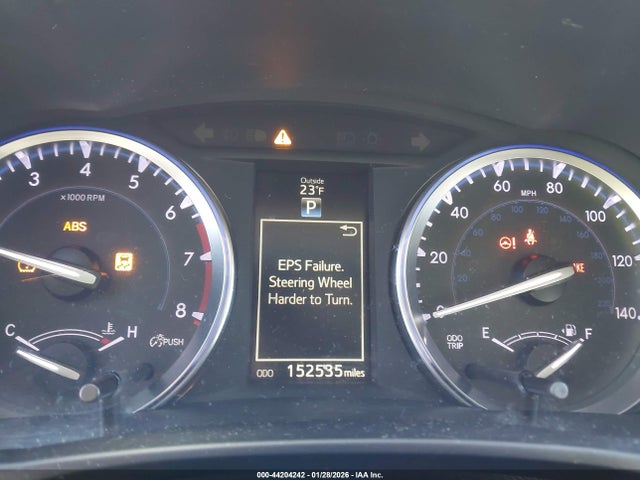 Outside
23°F
P
EPS Failure.
Steering Wheel
Harder to Turn.
ODO 152535 miles
3 4 5 6 7 8
x1000 RPM
ABS
C H
PUSH
0 20 40 60 80 100 120 140
MPH
ODO
TRIP
E F
000-44204242 | 01/28/2026 | IAA Inc.